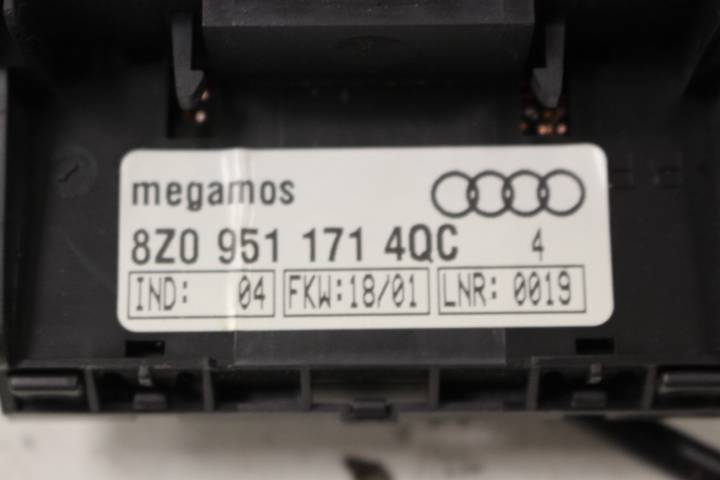 megamos
8Z0 951 171 4QC 4
IND: 04 FKW:18/01 LNR: 0019